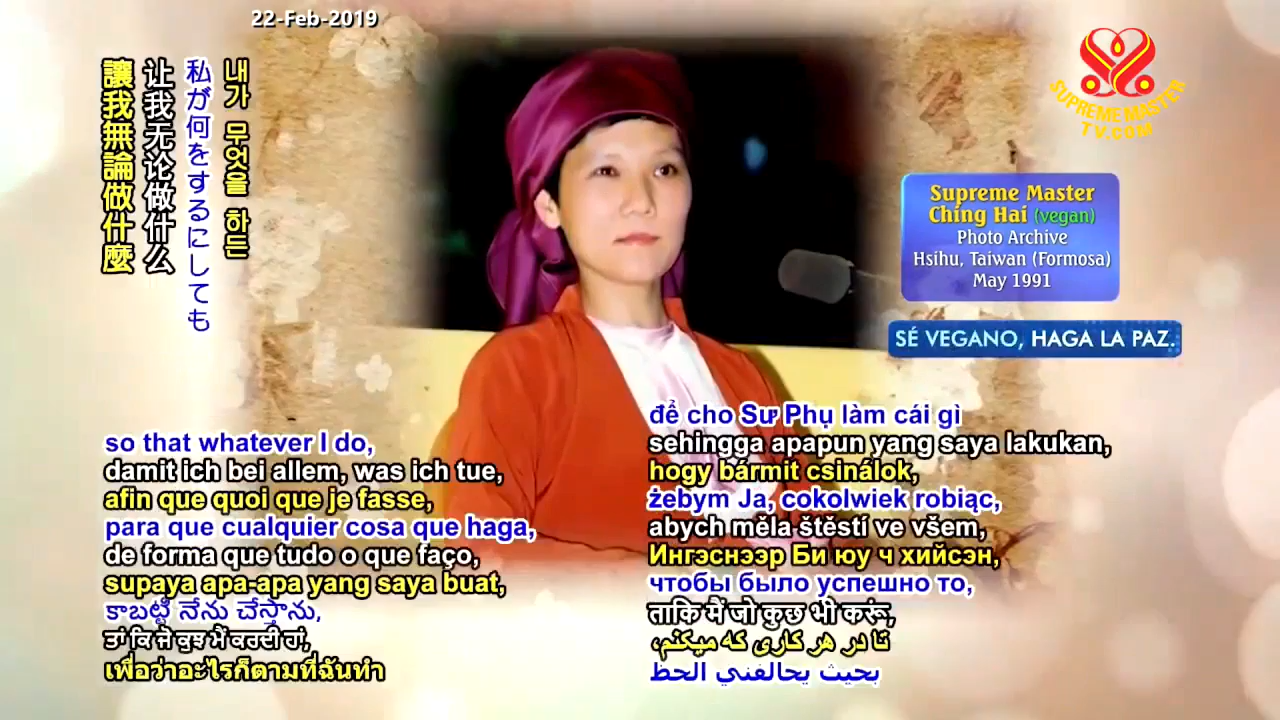 22-Feb-2019
讓我無論做什麼
让我无论做什么
私が何をするにしても
내가 무엇을 하든
SUPREME MASTER
TV.COM
Supreme Master
Ching Hai (vegan)
Photo Archive
Hsihu, Taiwan (Formosa)
May 1991
SÉ VEGANO, HAGA LA PAZ.
so that whatever I do,
damit ich bei allem, was ich tue,
afin que quoi que je fasse,
para que cualquier cosa que haga,
de forma que tudo o que faço,
supaya apa-apa yang saya buat,
కాబట్టి నేను చేస్తాను,
ਤਾਂ ਕਿ ਜੋ ਕੁਝ ਮੈਂ ਕਰਦੀ ਹਾਂ,
เพื่อว่าอะไรก็ตามที่ฉันทำ
để cho Sư Phụ làm cái gì
sehingga apapun yang saya lakukan,
hogy bármit csinálok,
żebym Ja, cokolwiek robiąc,
abych měla štěstí ve všem,
Ингэснээр Би юу ч хийсэн,
чтобы было успешно то,
ताकि मैं जो कुछ भी करूं,
تا در هر کاری که میکنم،
بحيث يحالفني الحظ